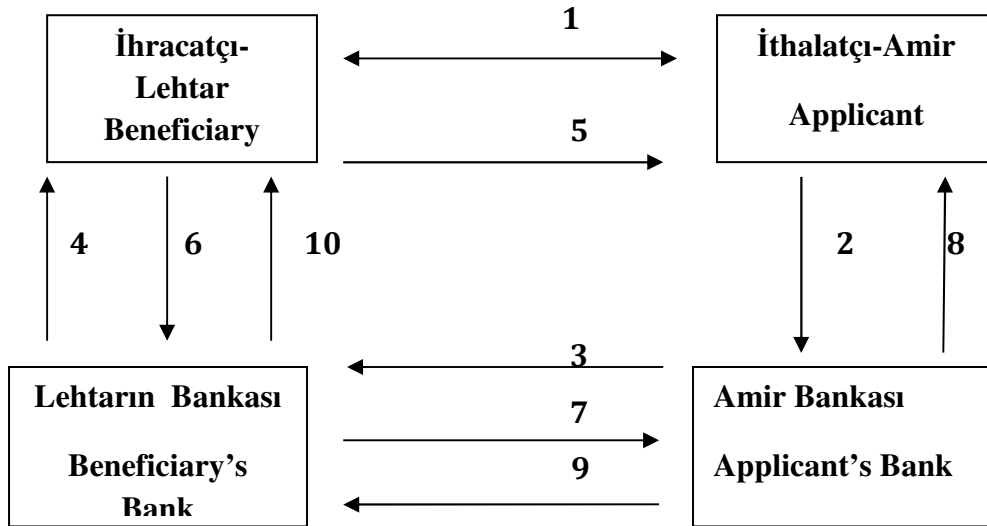 İhracatçı-
Lehtar
Beneficiary
1
5
İthalatçı-Amir
Applicant
4
6
10
2
8
3
7
9
Lehtarın Bankası
Beneficiary's
Bank
Amir Bankası
Applicant's Bank